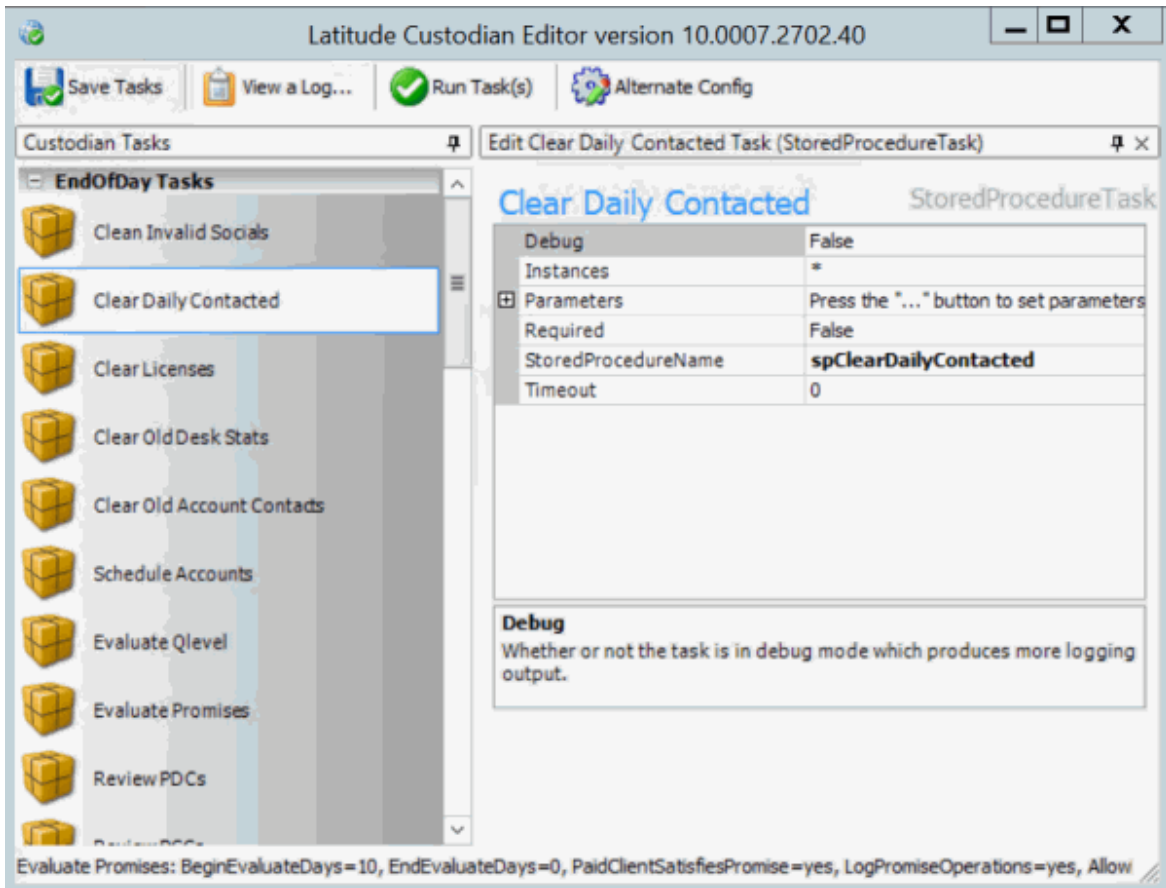 Latitude Custodian Editor version 10.0007.2702.40
Save Tasks View a Log... Run Task(s) Alternate Config
Custodian Tasks
EndOfDay Tasks
Clean Invalid Socials
Clear Daily Contacted
Clear Licenses
Clear Old Desk Stats
Clear Old Account Contacts
Schedule Accounts
Evaluate Qlevel
Evaluate Promises
Review PDCs
Edit Clear Daily Contacted Task (StoredProcedureTask)
Clear Daily Contacted StoredProcedureTask
Debug False
Instances *
Parameters Press the "..." button to set parameters
Required False
StoredProcedureName spClearDailyContacted
Timeout 0
Debug
Whether or not the task is in debug mode which produces more logging
output.
Evaluate Promises: BeginEvaluateDays=10, EndEvaluateDays=0, PaidClientSatisfiesPromise=yes, LogPromiseOperations=yes, Allow